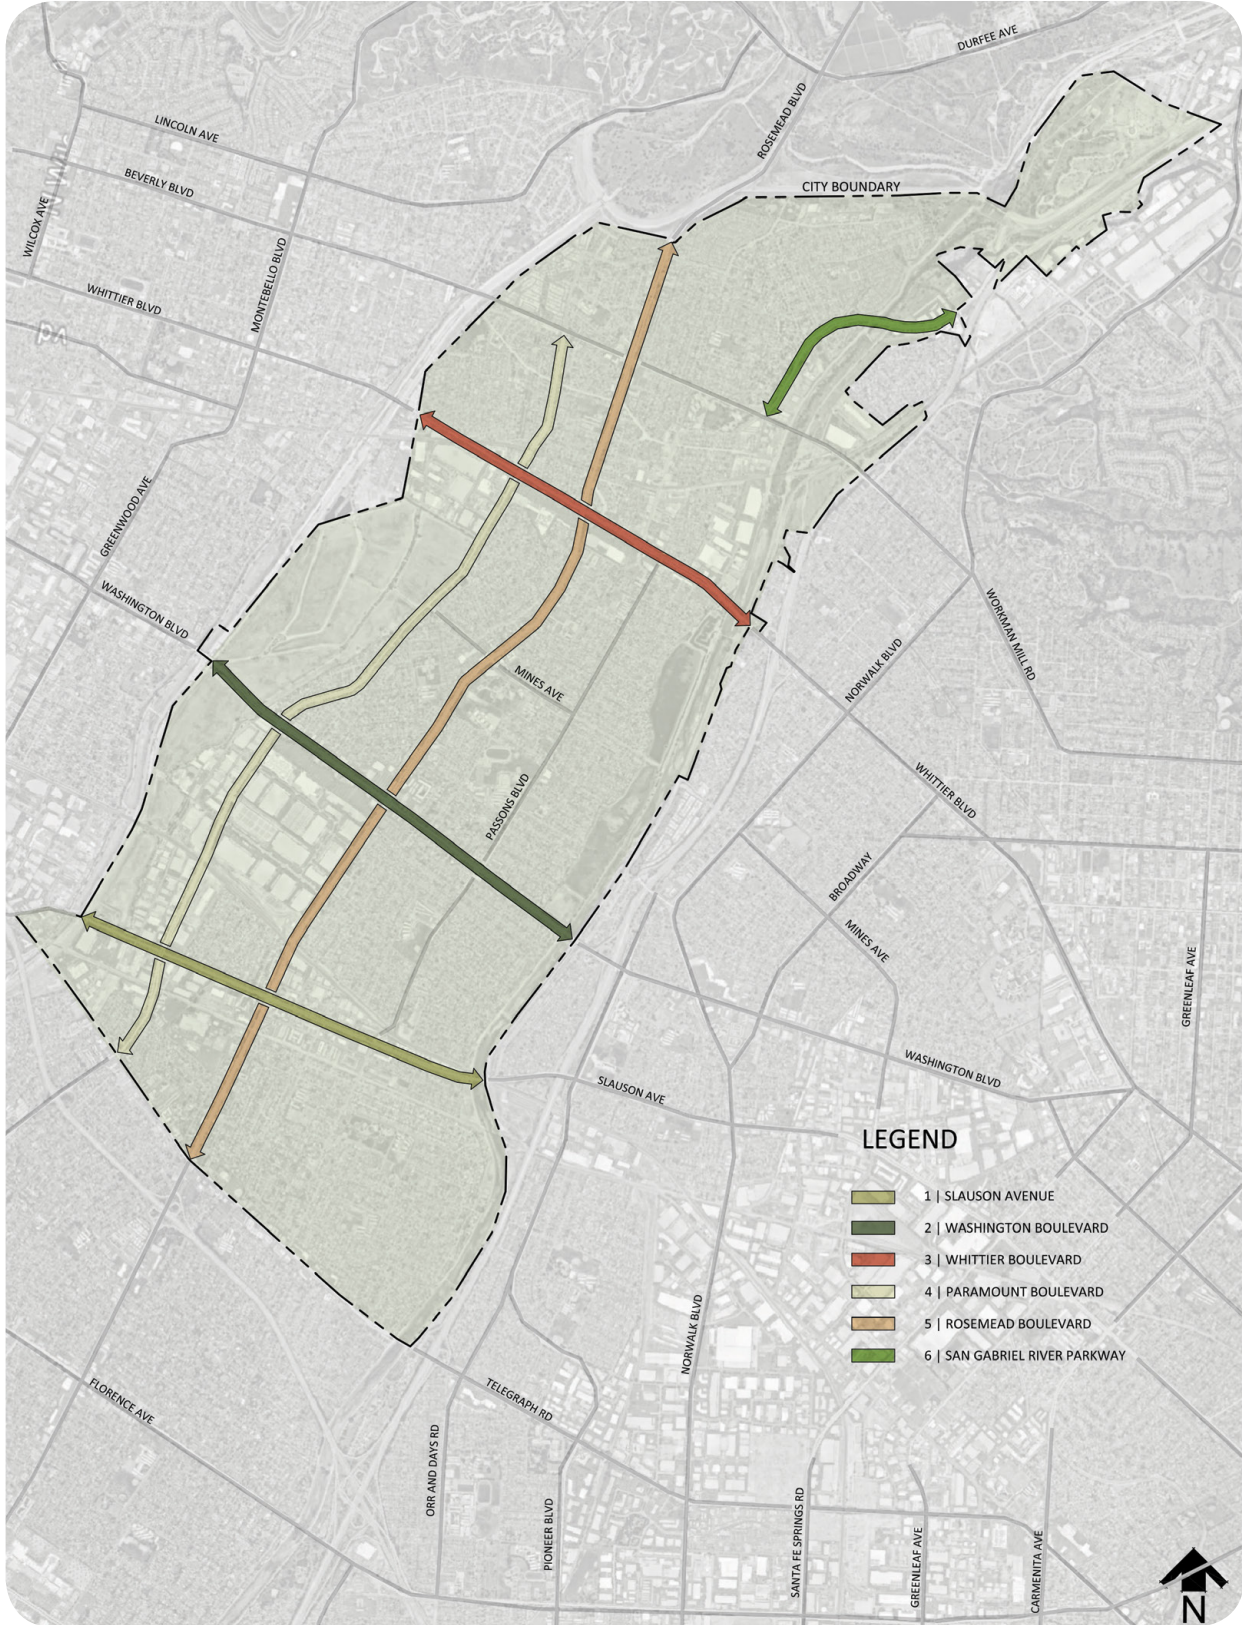 DURFEE AVE
ROSEMEAD BLVD
LINCOLN AVE
BEVERLY BLVD
CITY BOUNDARY
WILCOX AVE
MONTEBELLO BLVD
WHITTIER BLVD
GREENWOOD AVE
WASHINGTON BLVD
WORKMAN MILL RD
NORWALK BLVD
MINES AVE
PASSONS BLVD
WHITTIER BLVD
BROADWAY
MINES AVE
GREENLEAF AVE
WASHINGTON BLVD
SLAUSON AVE
LEGEND
1 | SLAUSON AVENUE
2 | WASHINGTON BOULEVARD
3 | WHITTIER BOULEVARD
4 | PARAMOUNT BOULEVARD
5 | ROSEMEAD BOULEVARD
6 | SAN GABRIEL RIVER PARKWAY
NORWALK BLVD
FLORENCE AVE
TELEGRAPH RD
ORR AND DAYS RD
PIONEER BLVD
SANTA FE SPRINGS RD
GREENLEAF AVE
CARMENITA AVE
N